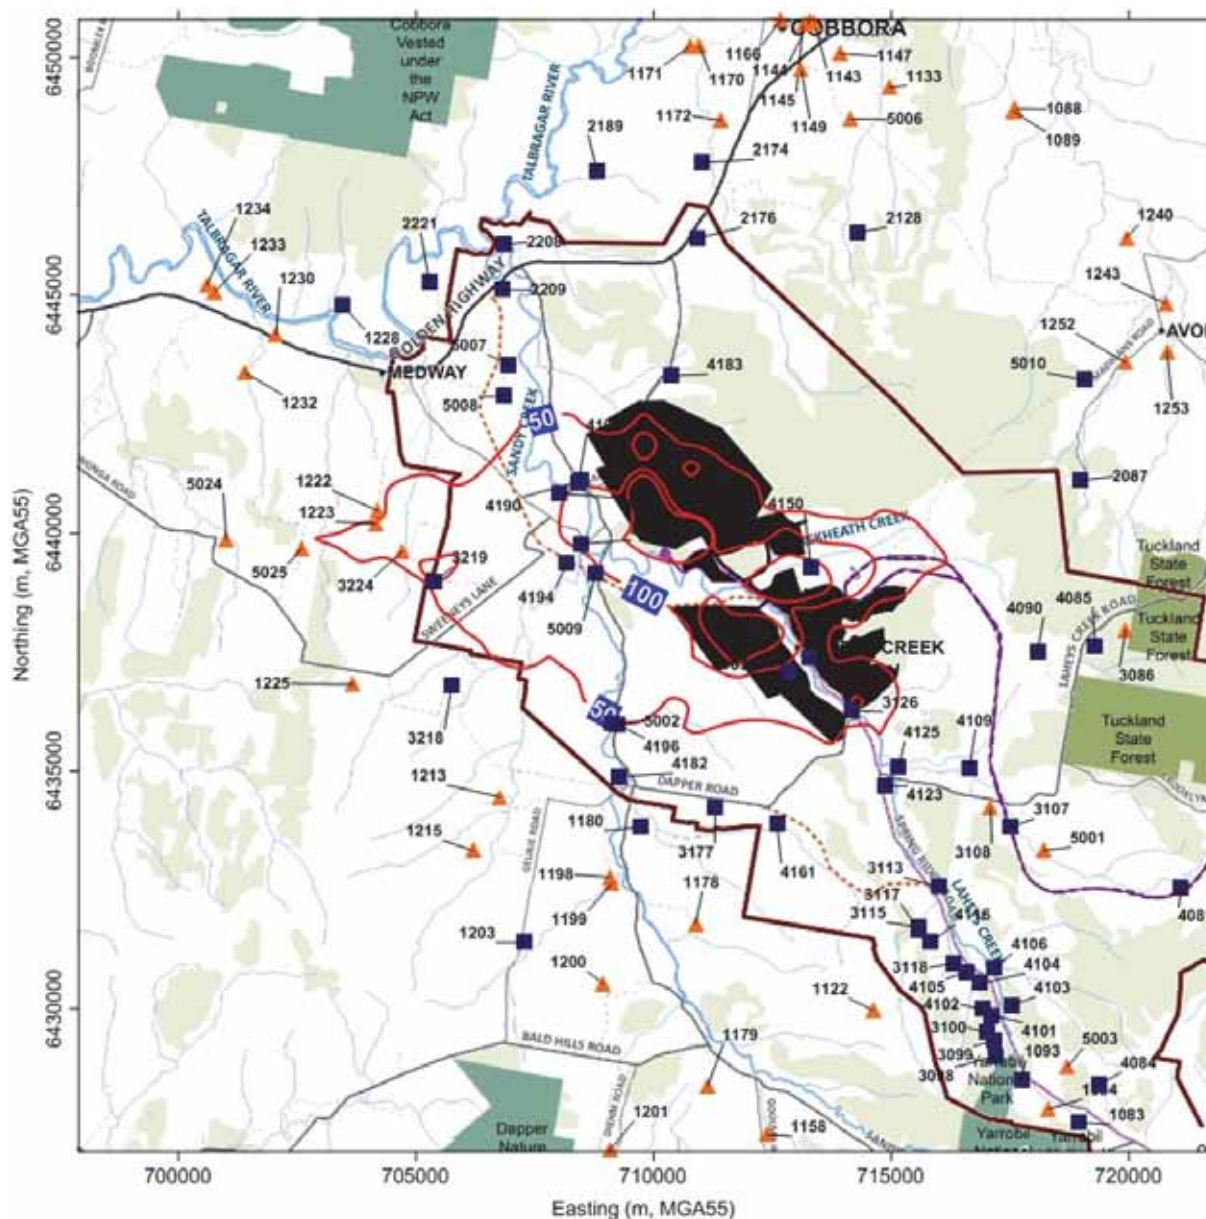 Cobbora
Vested
under
the
NPW
Act
COBBORA
1166
1144
1147
1171
1170
1145
1143
1133
1172
1149
5006
1088
1089
2189
2174
TALBRAGAR RIVER
1234
1233
TALBRAGAR RIVER
1230
2221
2208
2176
2128
1240
1243
2209
1228
GOLDEN HIGHWAY
1252
5010
5007
MEDWAY
4183
1232
5008
1253
50
SANDY CREEK
5024
1222
1223
4190
4150
2087
5025
3224
3219
4194
SWEENEYS LANE
5009
100
Tuckland
State
Forest
4085
4090
LAHEYS CREEK ROAD
Tuckland
State
Forest
3086
CREEK
1225
3218
50
5002
4196
4182
3126
4125
4109
Tuckland
State
Forest
1213
DAPPER ROAD
4123
3107
1215
1180
3177
4161
3108
5001
3113
1198
1199
1178
3117
3115
LAHEYS CREEK
1203
1200
3118
4105
4106
4104
4103
4102
1122
4101
3100
3099
1093
5003
4084
1179
BALD HILLS ROAD
National
Park
1083
1201
1158
Dapper
Nature
Yarrobil
Yarrobil
6450000
6445000
6440000
6435000
6430000
Northing (m, MGA55)
700000
705000
710000
715000
720000
Easting (m, MGA55)